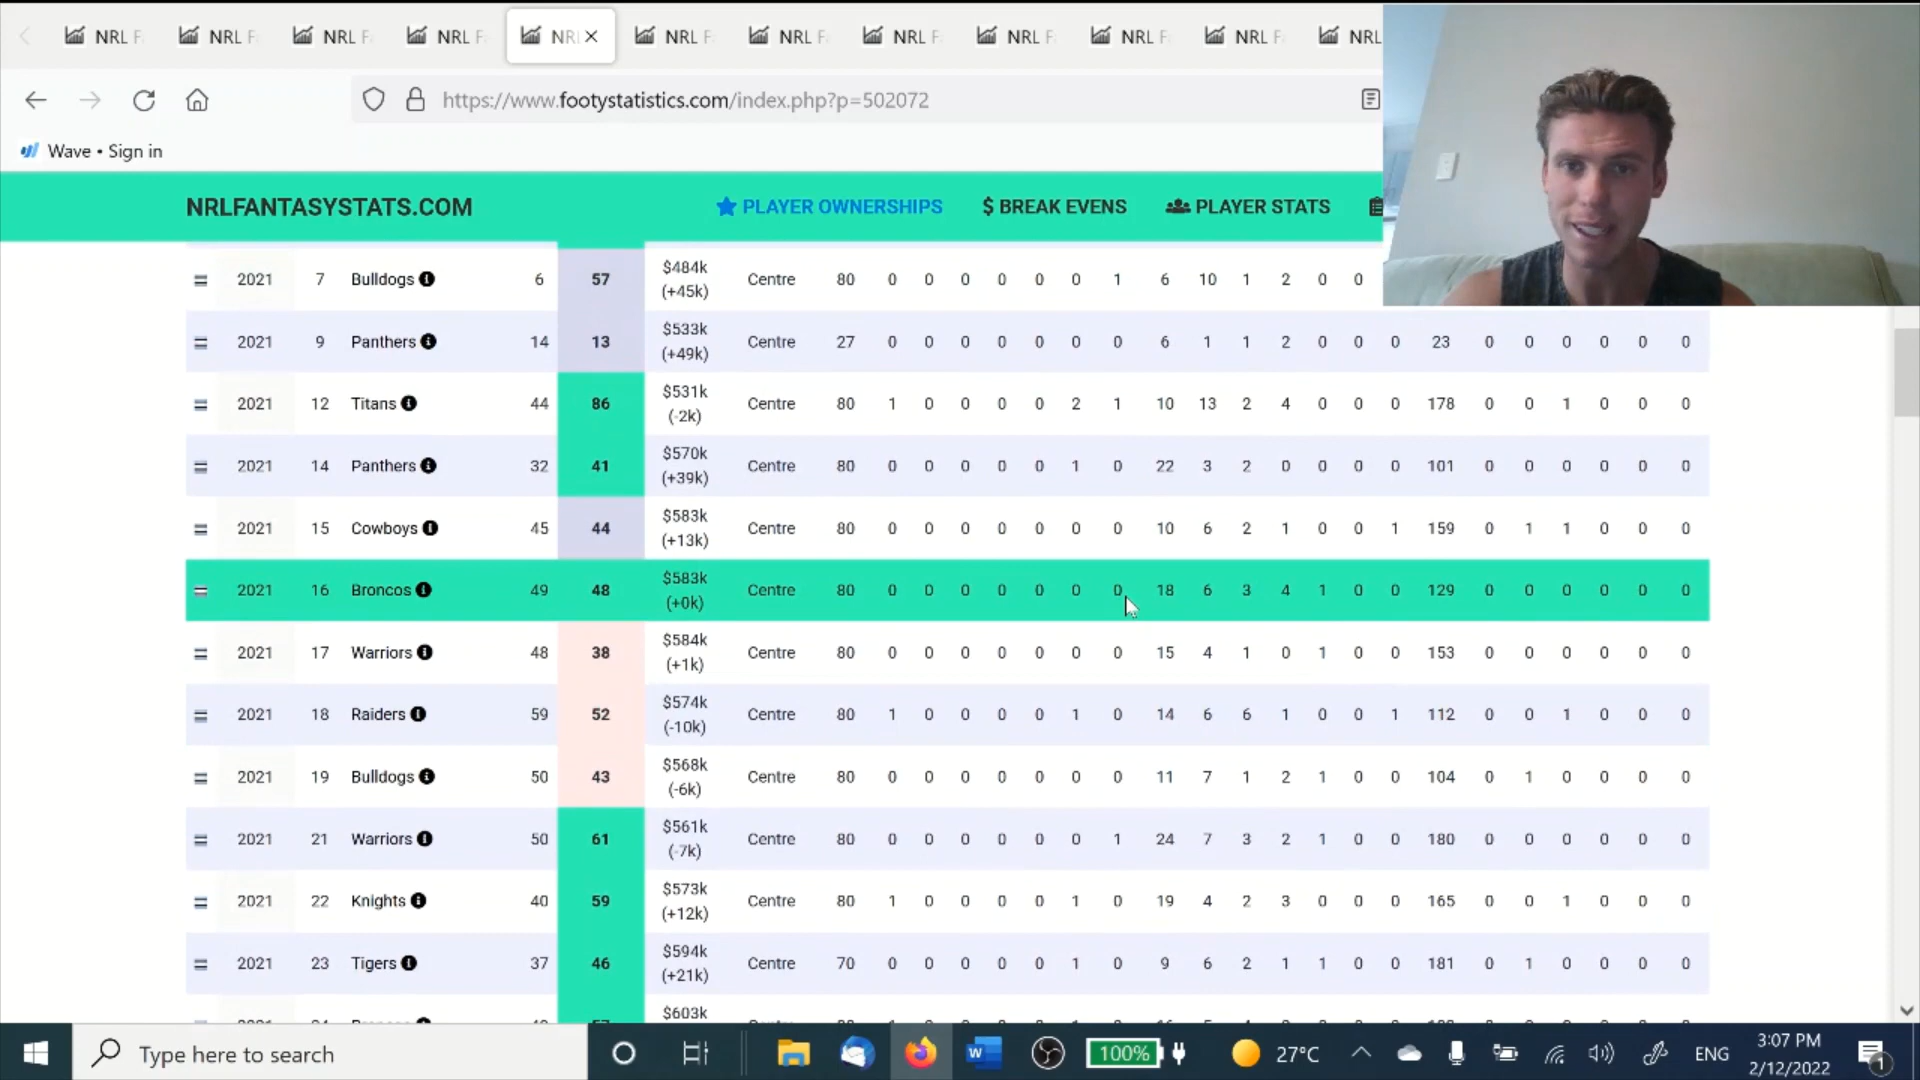 NRL F NRL F NRL F NRL F NRL NRL F NRL F NRL F NRL F NRL F NRL F NRL
https://www.footystatistics.com/index.php?p=502072
Wave • Sign in
NRLFANTASYSTATS.COM PLAYER OWNERSHIPS $ BREAK EVENS PLAYER STATS
2021 7 Bulldogs 6 57 $484k (+45k) Centre 80 0 0 0 0 0 0 1 6 10 1 2 0 0
2021 9 Panthers 14 13 $533k (+49k) Centre 27 0 0 0 0 0 0 0 6 1 1 2 0 0 0 23 0 0 0 0 0 0
2021 12 Titans 44 86 $531k (-2k) Centre 80 1 0 0 0 0 2 1 10 13 2 4 0 0 0 178 0 0 1 0 0 0
2021 14 Panthers 32 41 $570k (+39k) Centre 80 0 0 0 0 0 1 0 22 3 2 0 0 0 0 101 0 0 0 0 0 0
2021 15 Cowboys 45 44 $583k (+13k) Centre 80 0 0 0 0 0 0 0 10 6 2 1 0 0 1 159 0 1 1 0 0 0
2021 16 Broncos 49 48 $583k (+0k) Centre 80 0 0 0 0 0 0 0 18 6 3 4 1 0 0 129 0 0 0 0 0 0
2021 17 Warriors 48 38 $584k (+1k) Centre 80 0 0 0 0 0 0 0 15 4 1 0 1 0 0 153 0 0 0 0 0 0
2021 18 Raiders 59 52 $574k (-10k) Centre 80 1 0 0 0 0 1 0 14 6 6 1 0 0 1 112 0 0 1 0 0 0
2021 19 Bulldogs 50 43 $568k (-6k) Centre 80 0 0 0 0 0 0 0 11 7 1 2 1 0 0 104 0 1 0 0 0 0
2021 21 Warriors 50 61 $561k (-7k) Centre 80 0 0 0 0 0 0 1 24 7 3 2 1 0 0 180 0 0 0 0 0 0
2021 22 Knights 40 59 $573k (+12k) Centre 80 1 0 0 0 0 1 0 19 4 2 3 0 0 0 165 0 0 1 0 0 0
2021 23 Tigers 37 46 $594k (+21k) Centre 70 0 0 0 0 0 1 0 9 6 2 1 1 0 0 181 0 1 0 0 0 0
$603k
Type here to search 100% 27°C ENG 3:07 PM
2/12/2022 1